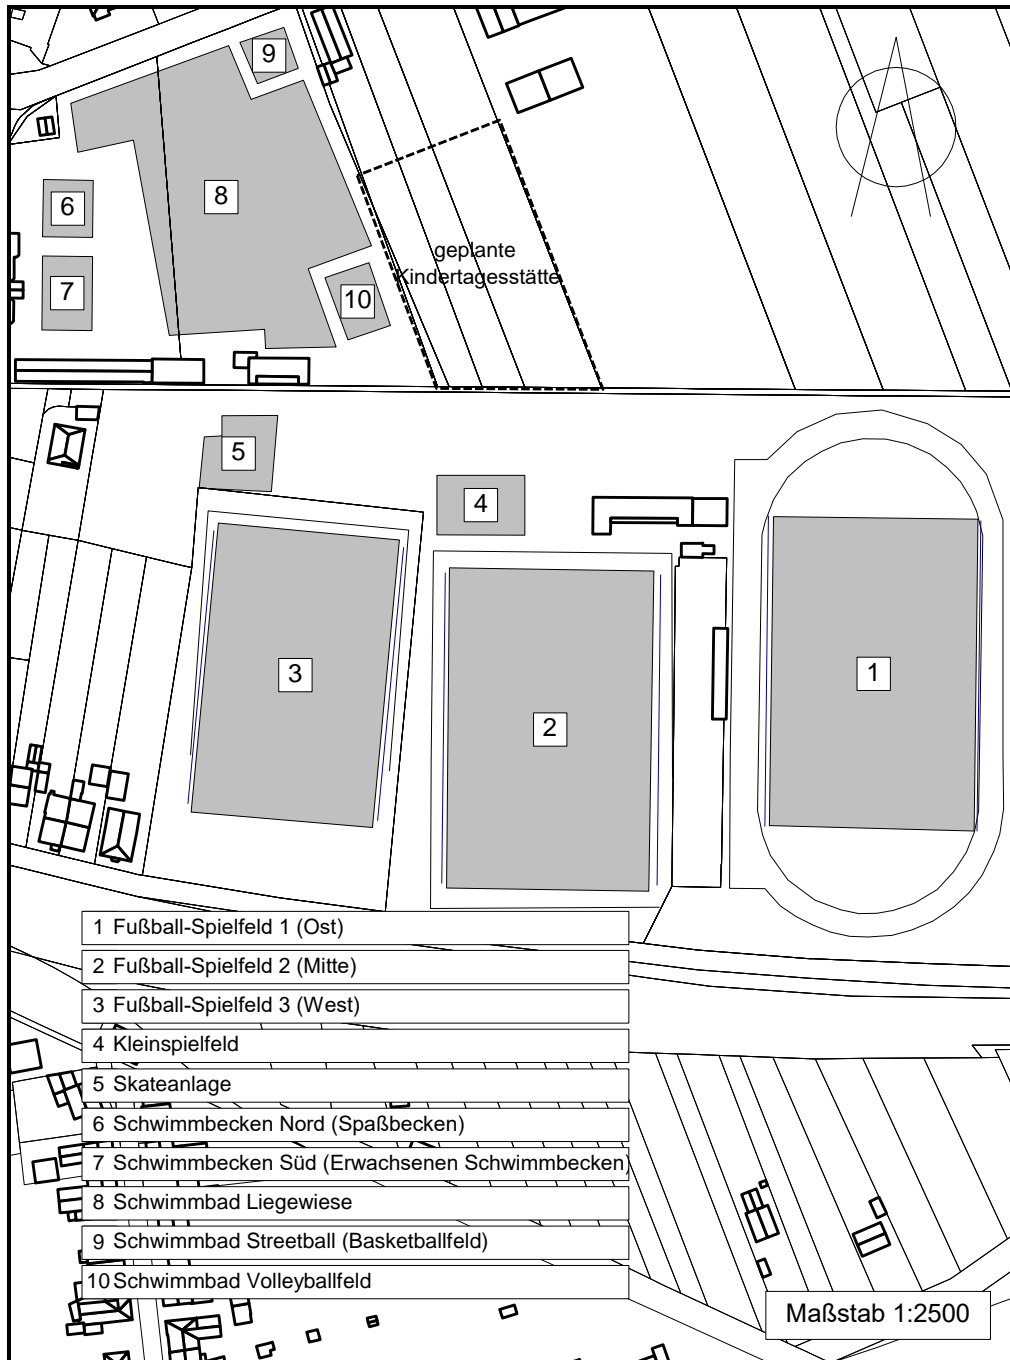 9
8
6
7
10
geplante
Kindertagesstätte
5
4
3
2
1
1 Fußball-Spielfeld 1 (Ost)
2 Fußball-Spielfeld 2 (Mitte)
3 Fußball-Spielfeld 3 (West)
4 Kleinspielfeld
5 Skateanlage
6 Schwimmbecken Nord (Spaßbecken)
7 Schwimmbecken Süd (Erwachsenen Schwimmbecken)
8 Schwimmbad Liegewiese
9 Schwimmbad Streetball (Basketballfeld)
10 Schwimmbad Volleyballfeld
Maßstab 1:2500